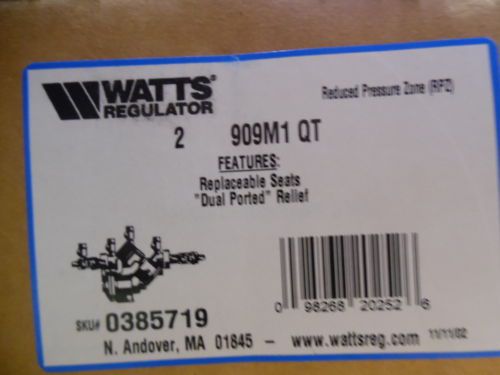 WATTS®
REGULATOR
Reduced Pressure Zone (RPZ)
2 909M1 QT
FEATURES:
Replaceable Seats
"Dual Ported" Relief
0 98268 20252 6
SKU# 0385719
N. Andover, MA 01845 - www.wattsreg.com 11/11/02